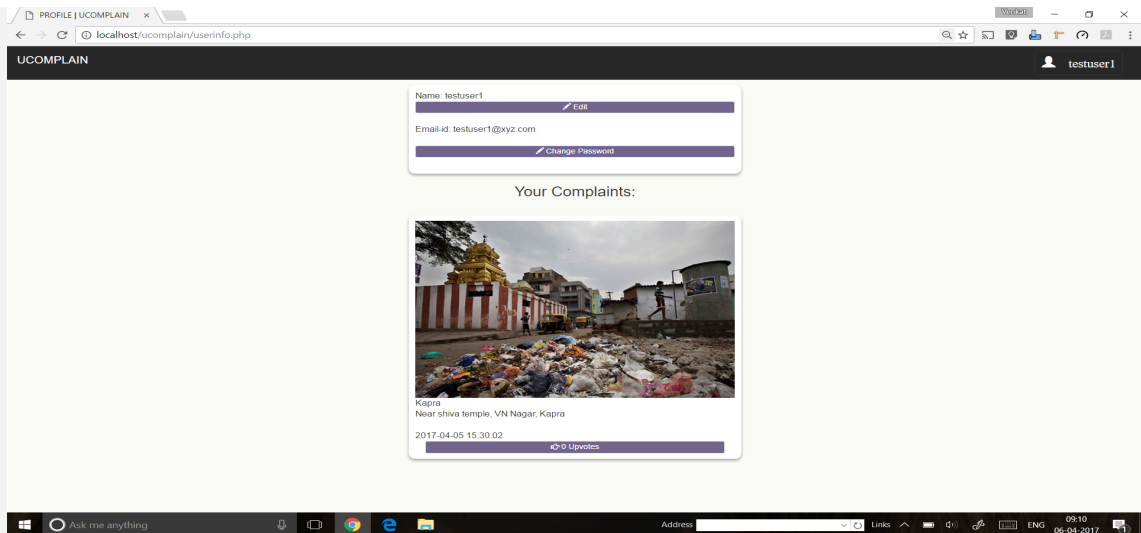 PROFILE | UCOMPLAIN
Venkat
localhost/ucomplain/userinfo.php
UCOMPLAIN
testuser1
Name: testuser1
Edit
Email-id: testuser1@xyz.com
Change Password
Your Complaints:
Kapra
Near shiva temple, VN Nagar, Kapra
2017-04-05 15:30:02
0 Upvotes
Ask me anything
Address
Links
ENG
09:10
06-04-2017